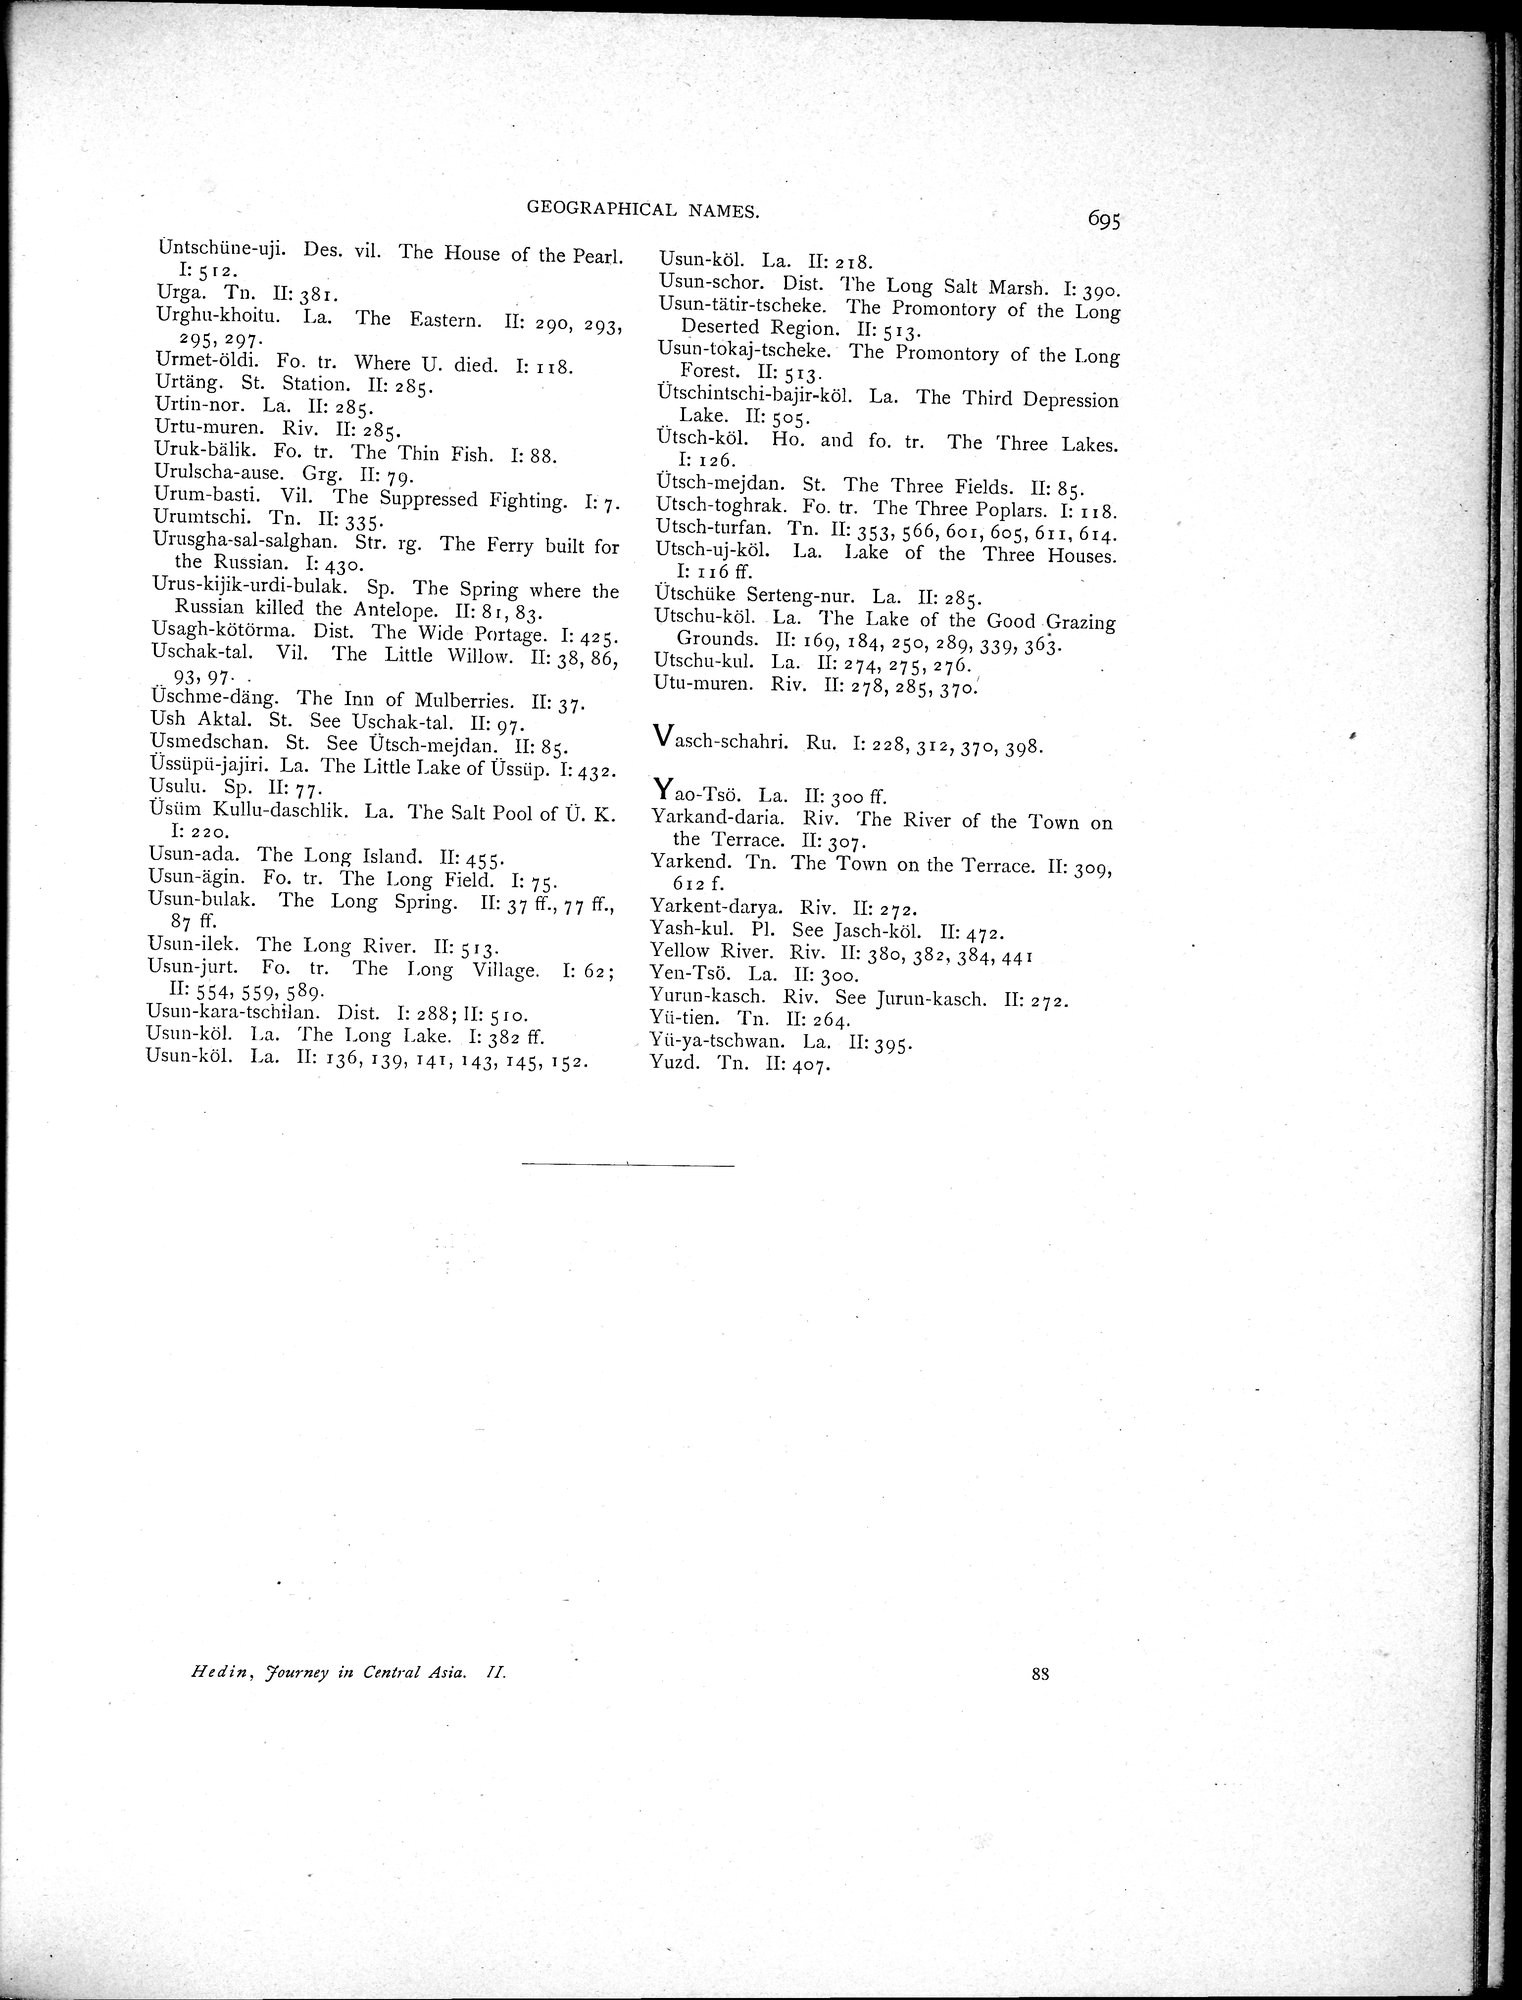 GEOGRAPHICAL NAMES.
695
Üntschüne-uji. Des. vil. The House of the Pearl.
I: 512.
Urga. Tn. II: 381.
Urghu-khoitu. La. The Eastern. II: 290, 293,
295, 297.
Urmet-öldi. Fo. tr. Where U. died. I: 118.
Urtäng. St. Station. II: 285.
Urtin-nor. La. II: 285.
Urtu-muren. Riv. II: 285.
Uruk-bälik. Fo. tr. The Thin Fish. I: 88.
Urulscha-ause. Grg. II: 79.
Urum-basti. Vil. The Suppressed Fighting. I: 7.
Urumtschi. Tn. II: 335.
Urusgha-sal-salghan. Str. rg. The Ferry built for
the Russian. I: 430.
Urus-kijik-urdi-bulak. Sp. The Spring where the
Russian killed the Antelope. II: 81, 83.
Usagh-kötörma. Dist. The Wide Portage. I: 425.
Uschak-tal. Vil. The Little Willow. II: 38, 86,
93, 97.
Üschme-däng. The Inn of Mulberries. II: 37.
Ush Aktal. St. See Uschak-tal. II: 97.
Üsmedschan. St. See Ütsch-mejdan. II: 85.
Üssüpü-jajiri. La. The Little Lake of Üssüp. I: 432.
Usulu. Sp. II: 77.
Üsüm Kullu-daschlik. La. The Salt Pool of Ü. K.
I: 220.
Usun-ada. The Long Island. II: 455.
Usun-ägin. Fo. tr. The Long Field. I: 75.
Usun-bulak. The Long Spring. II: 37 ff., 77 ff.,
87 ff.
Usun-ilek. The Long River. II: 513.
Usun-jurt. Fo. tr. The Long Village. I: 62;
II: 554, 559, 589.
Usun-kara-tschilan. Dist. I: 288; II: 510.
Usun-köl. La. The Long Lake. I: 382 ff.
Usun-köl. La. II: 136, 139, 141, 143, 145, 152.
Usun-köl. La. II: 218.
Usun-schor. Dist. The Long Salt Marsh. I: 390.
Usun-tätir-tscheke. The Promontory of the Long
Deserted Region. II: 513.
Usun-tokaj-tscheke. The Promontory of the Long
Forest. II: 513.
Ütschintschi-bajir-köl. La. The Third Depression
Lake. II: 505.
Ütsch-köl. Ho. and fo. tr. The Three Lakes.
I: 126.
Ütsch-mejdan. St. The Three Fields. II: 85.
Utsch-toghrak. Fo. tr. The Three Poplars. I: 118.
Utsch-turfan. Tn. II: 353, 566, 601, 605, 611, 614.
Utsch-uj-köl. La. Lake of the Three Houses.
I: 116 ff.
Ütschüke Serteng-nur. La. II: 285.
Utschu-köl. La. The Lake of the Good Grazing
Grounds. II: 169, 184, 250, 289, 339, 363.
Utschu-kul. La. II: 274, 275, 276.
Utu-muren. Riv. II: 278, 285, 370.
Vasch-schahri. Ru. I: 228, 312, 370, 398.
Yao-Tsö. La. II: 300 ff.
Yarkand-daria. Riv. The River of the Town on
the Terrace. II: 307.
Yarkend. Tn. The Town on the Terrace. II: 309,
612 f.
Yarkent-darya. Riv. II: 272.
Yash-kul. Pl. See Jasch-köl. II: 472.
Yellow River. Riv. II: 380, 382, 384, 441
Yen-Tsö. La. II: 300.
Yurun-kasch. Riv. See Jurun-kasch. II: 272.
Yü-tien. Tn. II: 264.
Yü-ya-tschwan. La. II: 395.
Yuzd. Tn. II: 407.
Hedin, Journey in Central Asia. II.
88